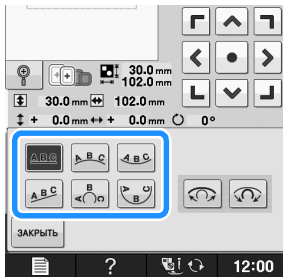 30.0 mm
102.0 mm
30.0 mm 102.0 mm
+ 0.0 mm + 0.0 mm 0°
ABC ABC ABC
ABC ABC ABC
ЗАКРЫТЬ
? 12:00